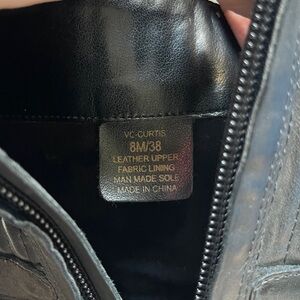 VC-CURTIS
8M/38
LEATHER UPPER
FABRIC LINING
MAN MADE SOLE
MADE IN CHINA